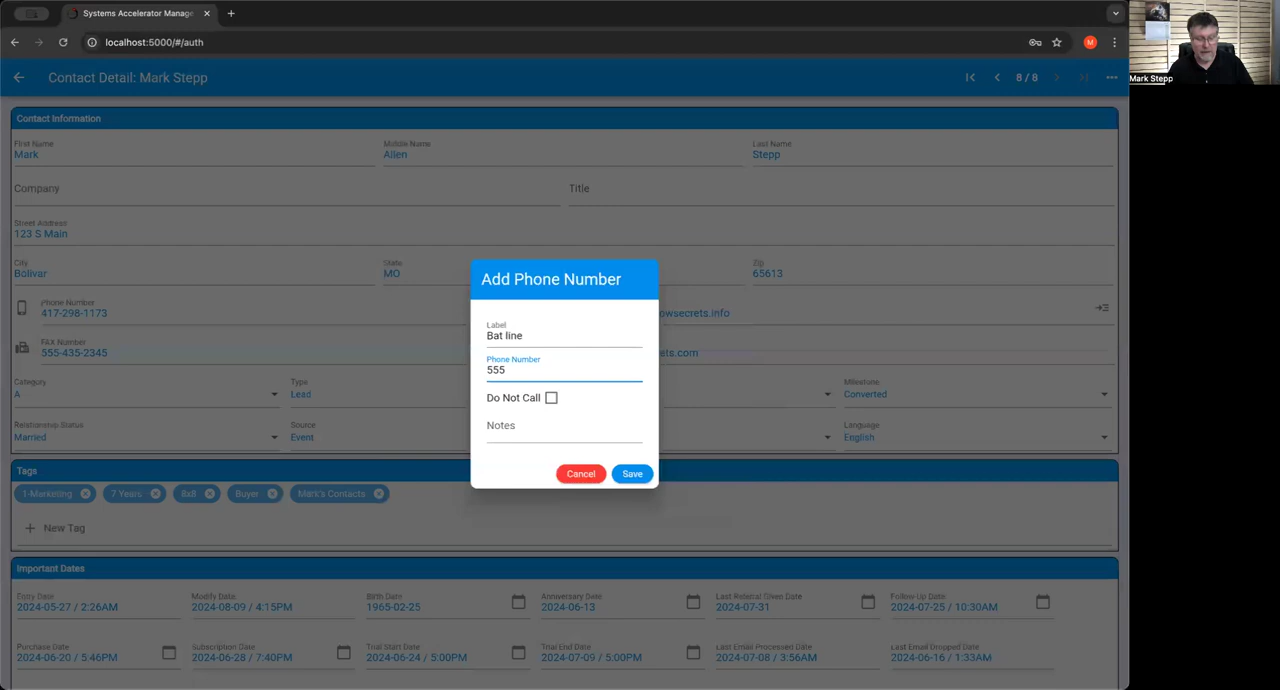 Systems Accelerator Manage
localhost:5000/#/auth
M
Mark Stepp
Contact Detail: Mark Stepp
8 / 8
Contact Information
First Name
Mark
Middle Name
Allen
Last Name
Stepp
Company
Title
Street Address
123 S Main
City
Bolivar
State
MO
Zip
65613
Phone Number
417-298-1173
owsecrets.info
FAX Number
555-435-2345
ets.com
Category
A
Type
Lead
Milestone
Converted
Relationship Status
Married
Source
Event
Language
English
Add Phone Number
Label
Bat line
Phone Number
555
Do Not Call
Notes
Cancel
Save
Tags
1-Marketing
7 Years
8x8
Buyer
Mark's Contacts
New Tag
Important Dates
Entry Date
2024-05-27 / 2:26AM
Modify Date
2024-08-09 / 4:15PM
Birth Date
1965-02-25
Anniversary Date
2024-06-13
Last Referral Given Date
2024-07-31
Follow-Up Date
2024-07-25 / 10:30AM
Purchase Date
2024-06-20 / 5:46PM
Subscription Date
2024-06-28 / 7:40PM
Trial Start Date
2024-06-24 / 5:00PM
Trial End Date
2024-07-09 / 5:00PM
Last Email Processed Date
2024-07-08 / 3:56AM
Last Email Dropped Date
2024-06-16 / 1:33AM